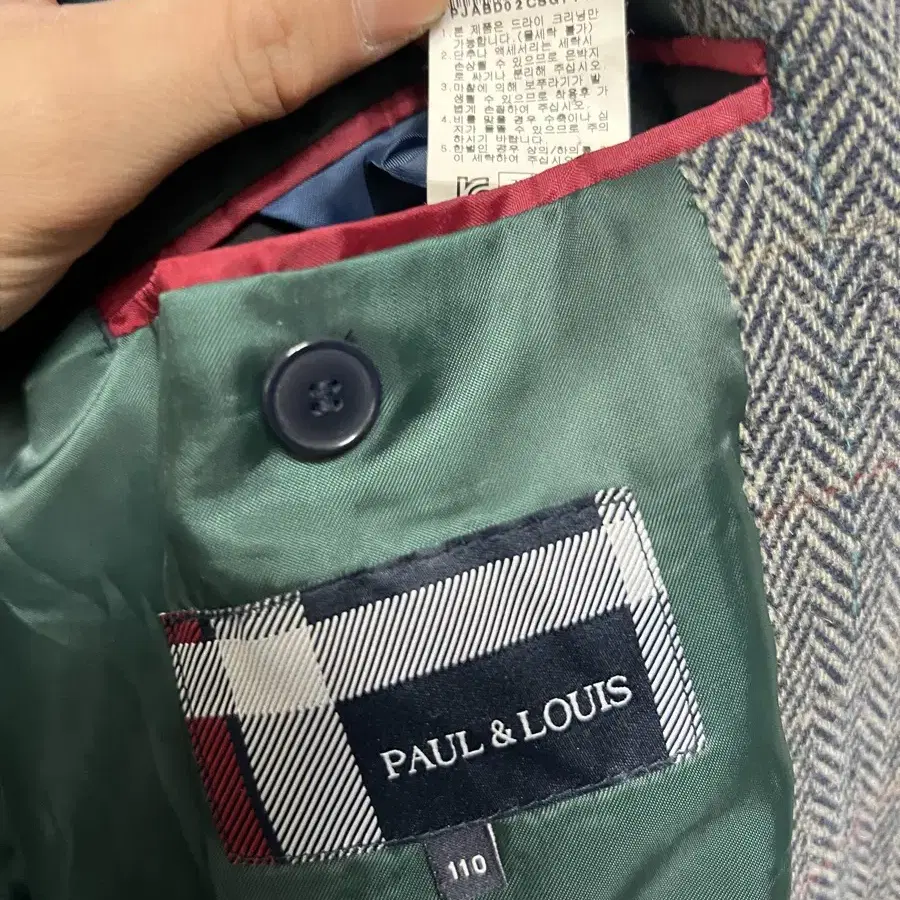 1. 본 제품은 드라이 크리닝만
가능합니다.(물세탁 불가)
2. 단추나 악세서리는 세탁시
손상될 수 있으므로 은박지
로 싸거나 분리해 주십시오
3. 마찰에 의해 보푸라기가 발
생될 수 있으므로 착용후 가
볍게 손질하여 주십시오.
4. 비를 맞을 경우 수축이나 심
지가 뒤틀릴 수 있으므로 주의
하시기 바랍니다.
5. 한벌인 경우 상의/하의를
이 세탁하여 주십시오
PAUL & LOUIS
110